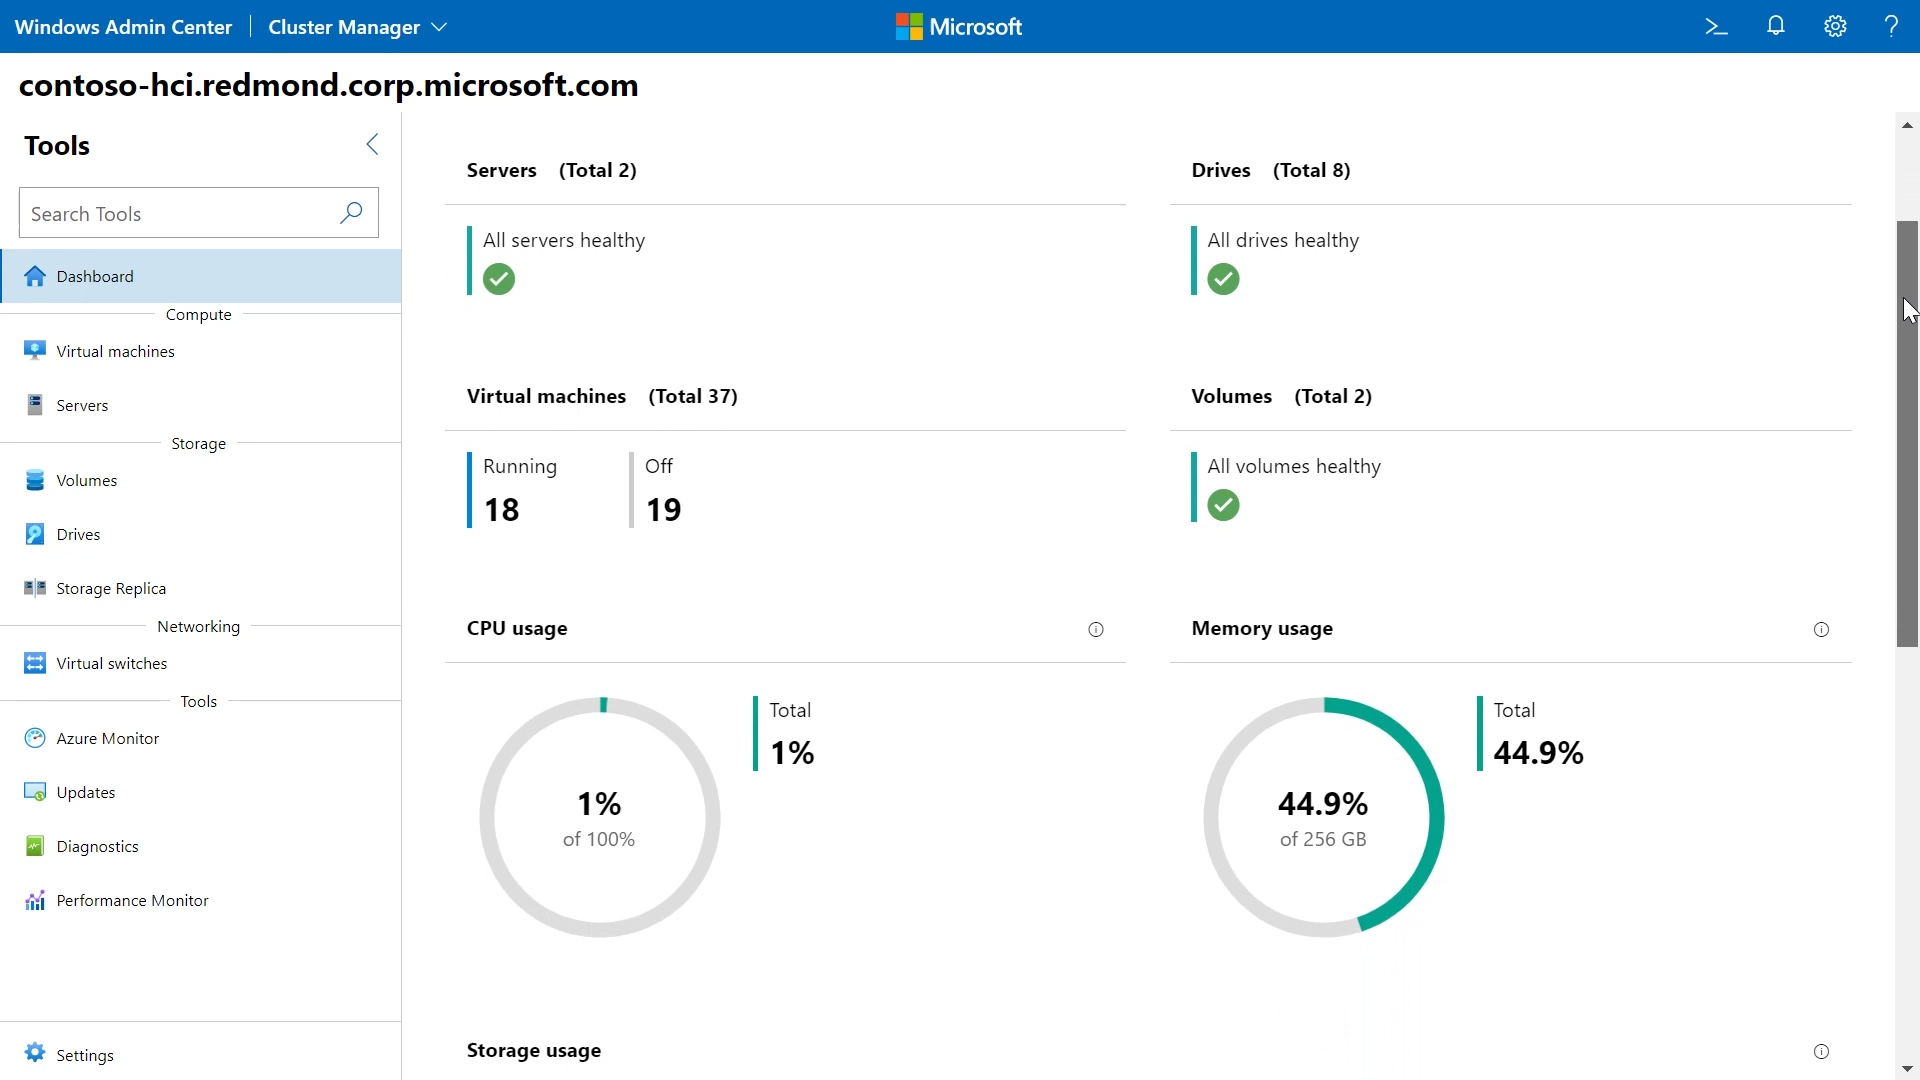 Windows Admin Center
Cluster Manager
Microsoft
contoso-hci.redmond.corp.microsoft.com
Tools
Search Tools
Dashboard
Compute
Virtual machines
Servers
Storage
Volumes
Drives
Storage Replica
Networking
Virtual switches
Tools
Azure Monitor
Updates
Diagnostics
Performance Monitor
Settings
Servers (Total 2)
All servers healthy
Drives (Total 8)
All drives healthy
Virtual machines (Total 37)
Running
18
Off
19
Volumes (Total 2)
All volumes healthy
CPU usage
1%
of 100%
Total
1%
Memory usage
44.9%
of 256 GB
Total
44.9%
Storage usage